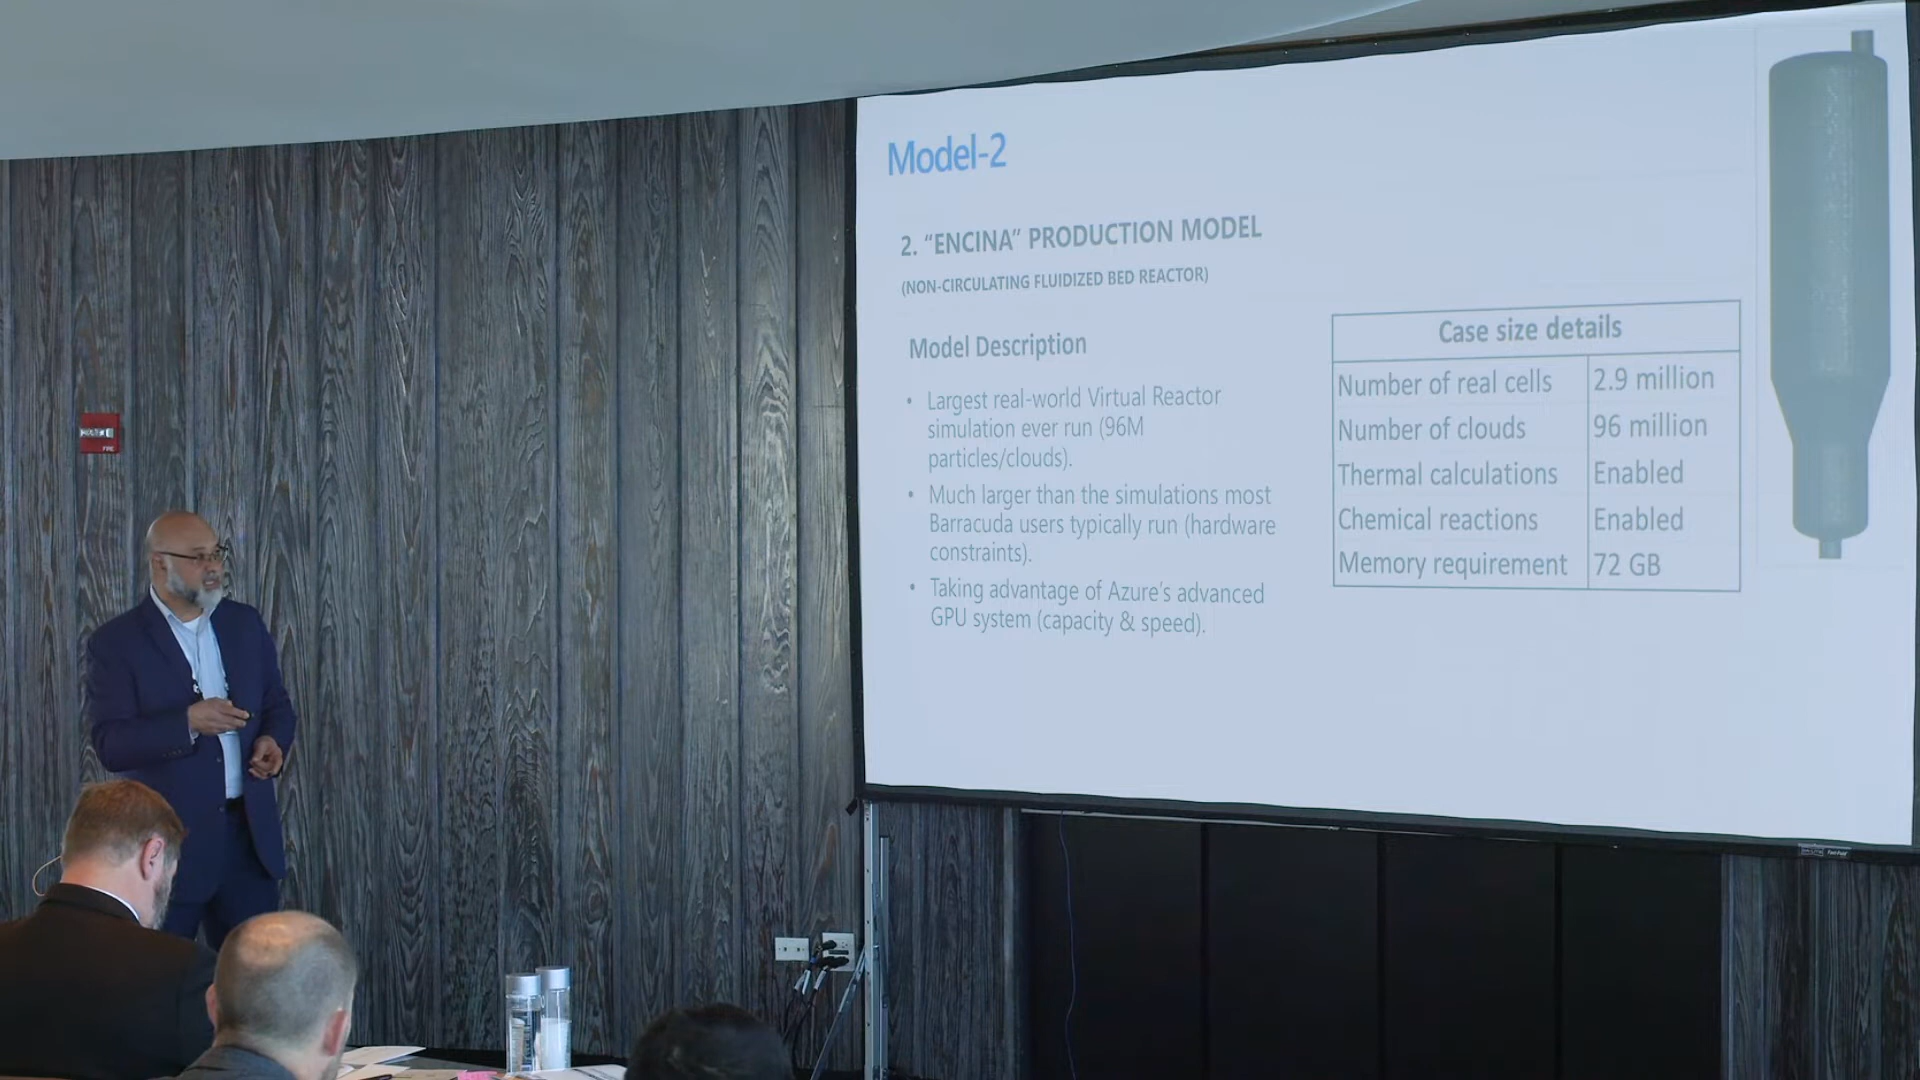 Model-2
2. “ENCINA” PRODUCTION MODEL
(NON-CIRCULATING FLUIDIZED BED REACTOR)
Model Description
• Largest real-world Virtual Reactor
simulation ever run (96M
particles/clouds).
• Much larger than the simulations most
Barracuda users typically run (hardware
constraints).
• Taking advantage of Azure’s advanced
GPU system (capacity & speed).
Case size details
Number of real cells 2.9 million
Number of clouds 96 million
Thermal calculations Enabled
Chemical reactions Enabled
Memory requirement 72 GB
FIRE